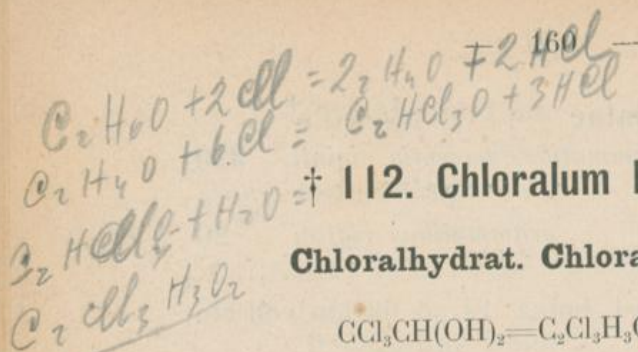 — 160 —
C₂H₆O + 2Cl = C₂H₄O + 2HCl
C₂H₄O + 6Cl = C₂HCl₃O + 3HCl
C₂HCl₃O + H₂O =
C₂Cl₃H₃O₂
† 112. Chloralum
Chloralhydrat. Chlora
CCl₃CH(OH)₂=C₂Cl₃H₃O